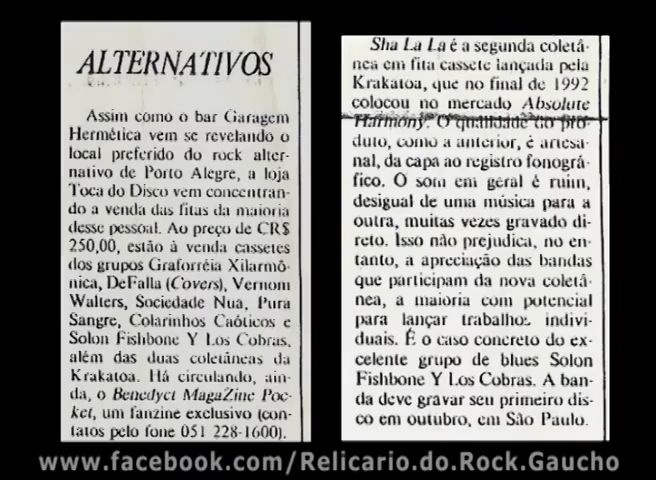 ALTERNATIVOS
Assim como o bar Garagem
Hermética vem se revelando o
local preferido do rock alter-
nativo de Porto Alegre, a loja
Toca do Disco vem concentran-
do a venda das fitas da maioria
desse pessoal. Ao preço de CR$
250,00, estão à venda cassetes
dos grupos Graforréia Xilarmô-
nica, DeFalla (Covers), Vernom
Walters, Sociedade Nua, Pura
Sangre, Colarinhos Caóticos e
Solon Fishbone Y Los Cobras,
além das duas coletâneas da
Krakatoa. Há circulando, ain-
da, o Benedyct MagaZine Poc-
ket, um fanzine exclusivo (con-
tatos pelo fone 051 228-1600).
Sha La La é a segunda coletâ-
nea em fita cassete lançada pela
Krakatoa, que no final de 1992
colocou no mercado Absolute
Harmony. O qualidade do pro-
duto, como a anterior, é artesa-
nal, da capa ao registro fonográ-
fico. O som em geral é ruim,
desigual de uma música para a
outra, muitas vezes gravado di-
reto. Isso não prejudica, no en-
tanto, a apreciação das bandas
que participam da nova coletâ-
nea, a maioria com potencial
para lançar trabalhos indivi-
duais. É o caso concreto do ex-
celente grupo de blues Solon
Fishbone Y Los Cobras. A ban-
da deve gravar seu primeiro dis-
co em outubro, em São Paulo.
www.facebook.com/Relicario.do.Rock.Gaucho